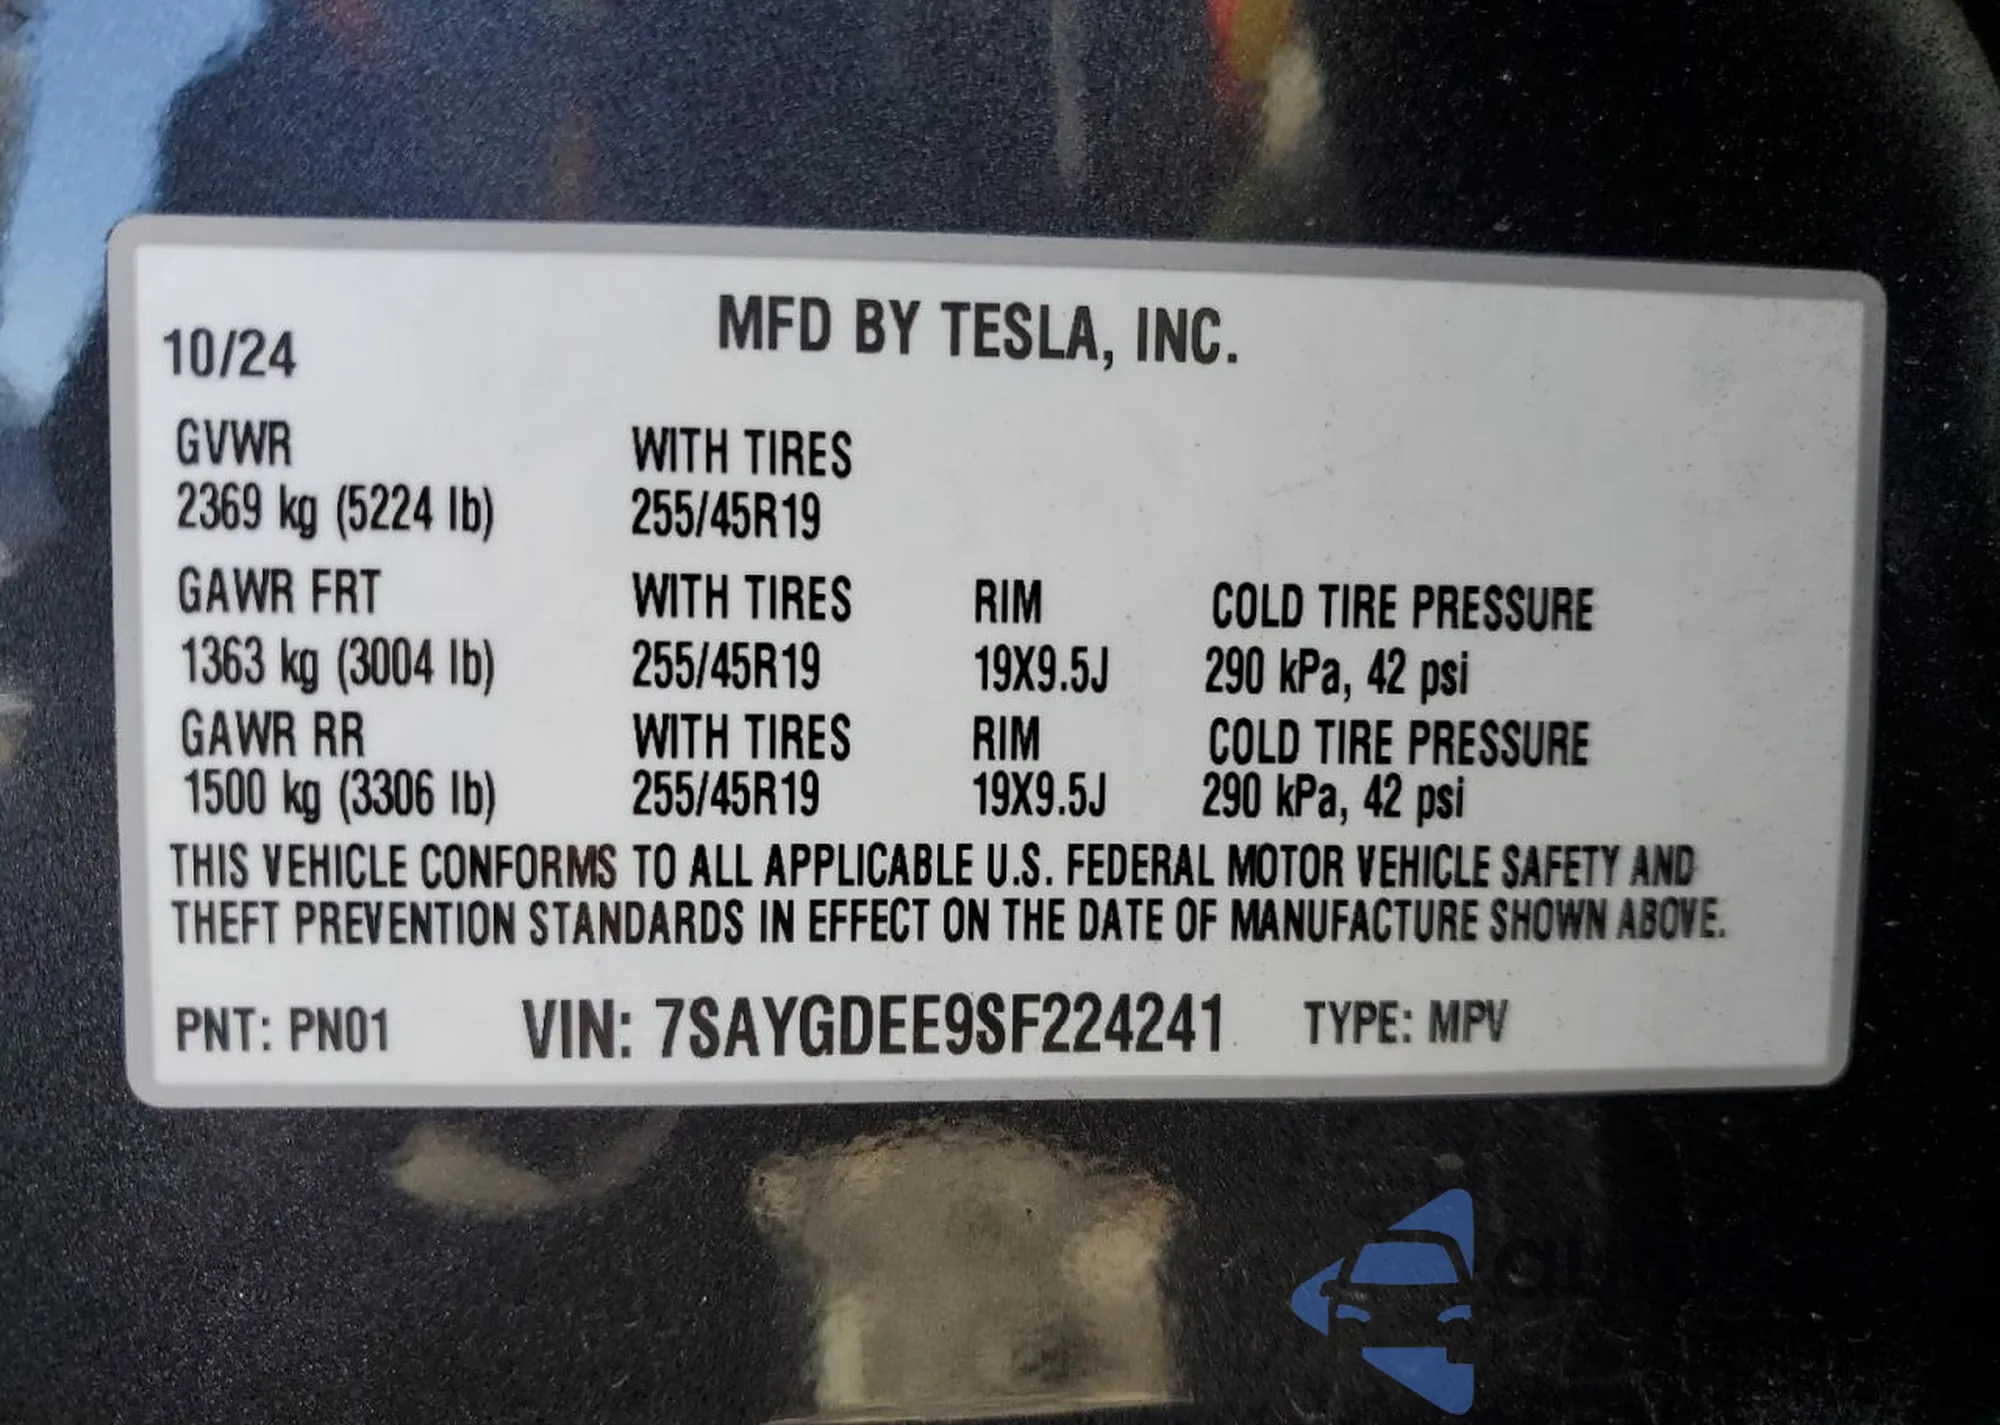 MFD BY TESLA, INC.
10/24
GVWR WITH TIRES
2369 kg (5224 lb) 255/45R19
GAWR FRT WITH TIRES RIM COLD TIRE PRESSURE
1363 kg (3004 lb) 255/45R19 19X9.5J 290 kPa, 42 psi
GAWR RR WITH TIRES RIM COLD TIRE PRESSURE
1500 kg (3306 lb) 255/45R19 19X9.5J 290 kPa, 42 psi
THIS VEHICLE CONFORMS TO ALL APPLICABLE U.S. FEDERAL MOTOR VEHICLE SAFETY AND
THEFT PREVENTION STANDARDS IN EFFECT ON THE DATE OF MANUFACTURE SHOWN ABOVE.
PNT: PN01 VIN: 7SAYGDEE9SF224241 TYPE: MPV